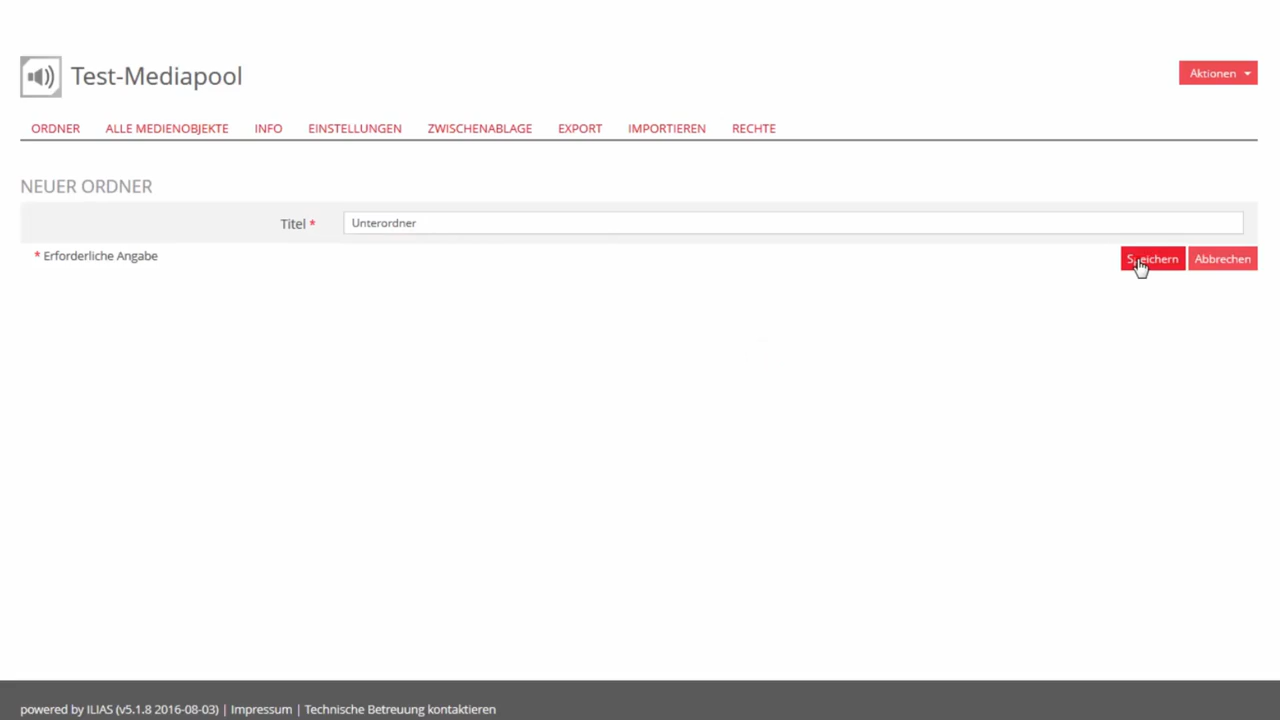 Test-Mediapool
Aktionen
ORDNER ALLE MEDIENOBJEKTE INFO EINSTELLUNGEN ZWISCHENABLAGE EXPORT IMPORTIEREN RECHTE
NEUER ORDNER
Titel * Unterordner
* Erforderliche Angabe
Speichern Abbrechen
powered by ILIAS (v5.1.8 2016-08-03) | Impressum | Technische Betreuung kontaktieren